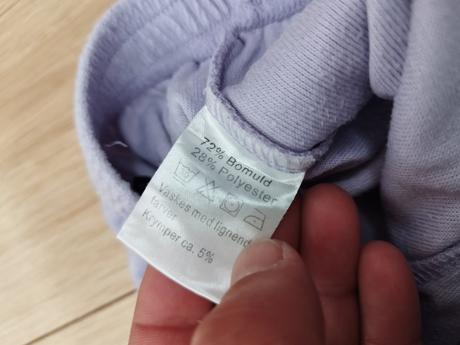 72% Bomuld
28% Polyester
Vaskes med lignende
farver
Krymper ca. 5%